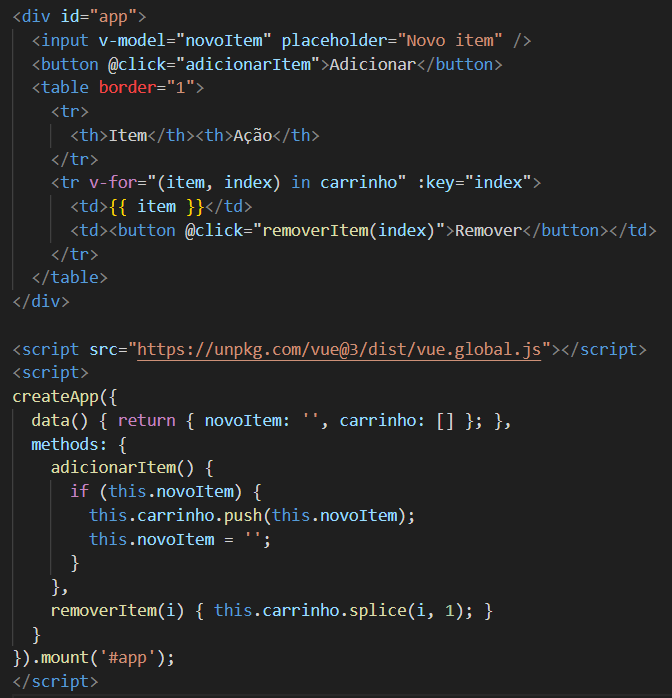 <div id="app">
  <input v-model="novoItem" placeholder="Novo item" />
  <button @click="adicionarItem">Adicionar</button>
  <table border="1">
    <tr>
      <th>Item</th><th>Ação</th>
    </tr>
    <tr v-for="(item, index) in carrinho" :key="index">
      <td>{{ item }}</td>
      <td><button @click="removerItem(index)">Remover</button></td>
    </tr>
  </table>
</div>

<script src="https://unpkg.com/vue@3/dist/vue.global.js"></script>
<script>
createApp({
  data() { return { novoItem: '', carrinho: [] }; },
  methods: {
    adicionarItem() {
      if (this.novoItem) {
        this.carrinho.push(this.novoItem);
        this.novoItem = '';
      }
    },
    removerItem(i) { this.carrinho.splice(i, 1); }
  }
}).mount('#app');
</script>